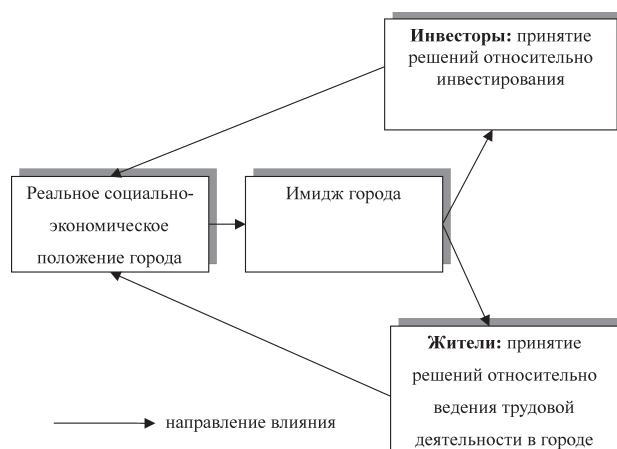 Инвесторы: принятие
решений относительно
инвестирования
Реальное социально-
экономическое
положение города
Имидж города
Жители: принятие
решений относительно
ведения трудовой
деятельности в городе
направление влияния